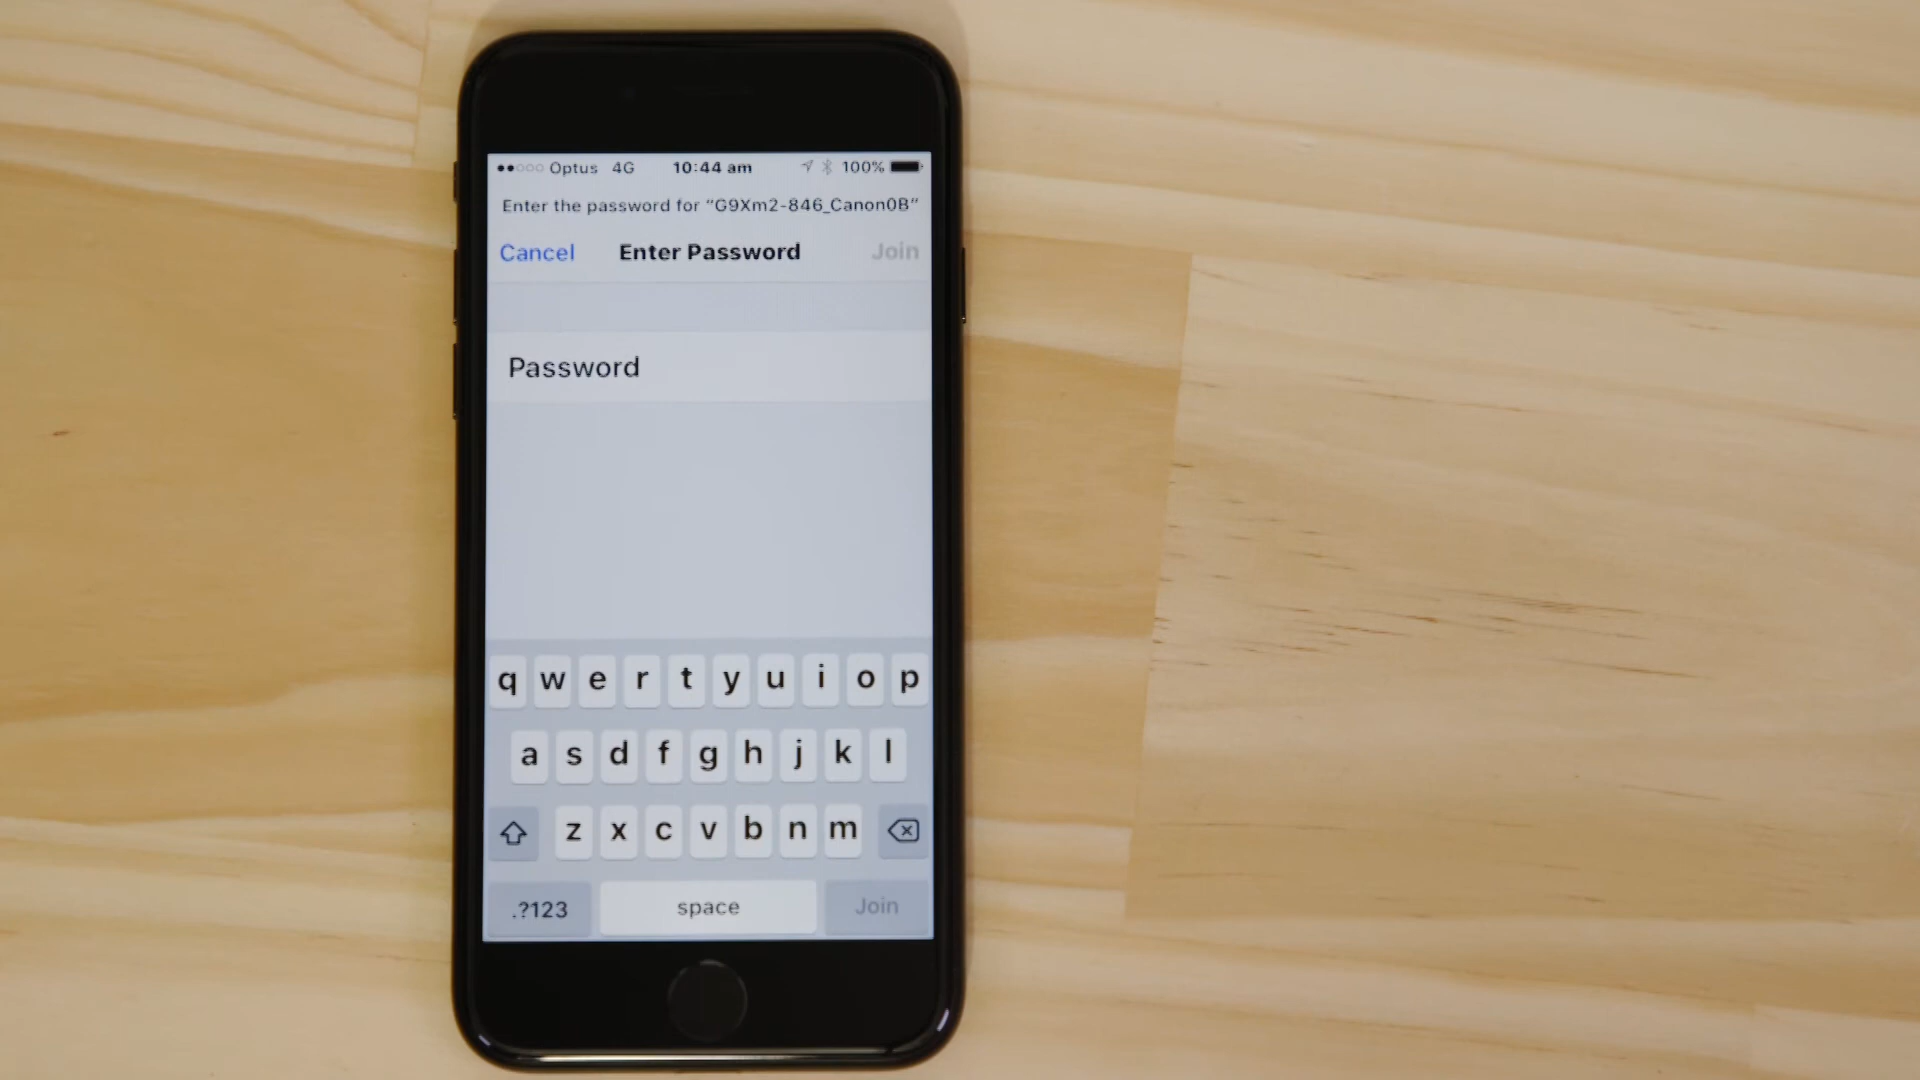 Optus 4G 10:44 am 100%
Enter the password for “G9Xm2-846_Canon0B”
Cancel Enter Password Join
Password
q w e r t y u i o p
a s d f g h j k l
z x c v b n m
.?123 space Join